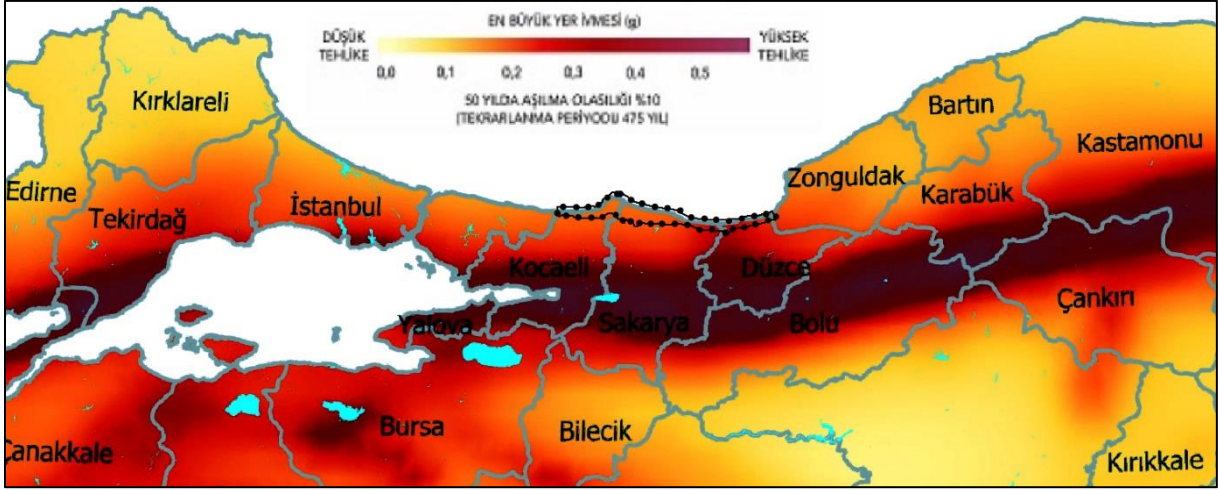 EN BÜYÜK YER İVMESİ (g)
DÜŞÜK TEHLİKE
YÜKSEK TEHLİKE
0,0 0,1 0,2 0,3 0,4 0,5
50 YILDA AŞILMA OLASILIĞI %10
(TEKRARLANMA PERİYODU 475 YIL)
Kırklareli
Bartın
Kastamonu
Edirne
Tekirdağ
İstanbul
Zonguldak
Karabük
Kocaeli
Düzce
Yalova
Sakarya
Bolu
Çankırı
Çanakkale
Bursa
Bilecik
Kırıkkale